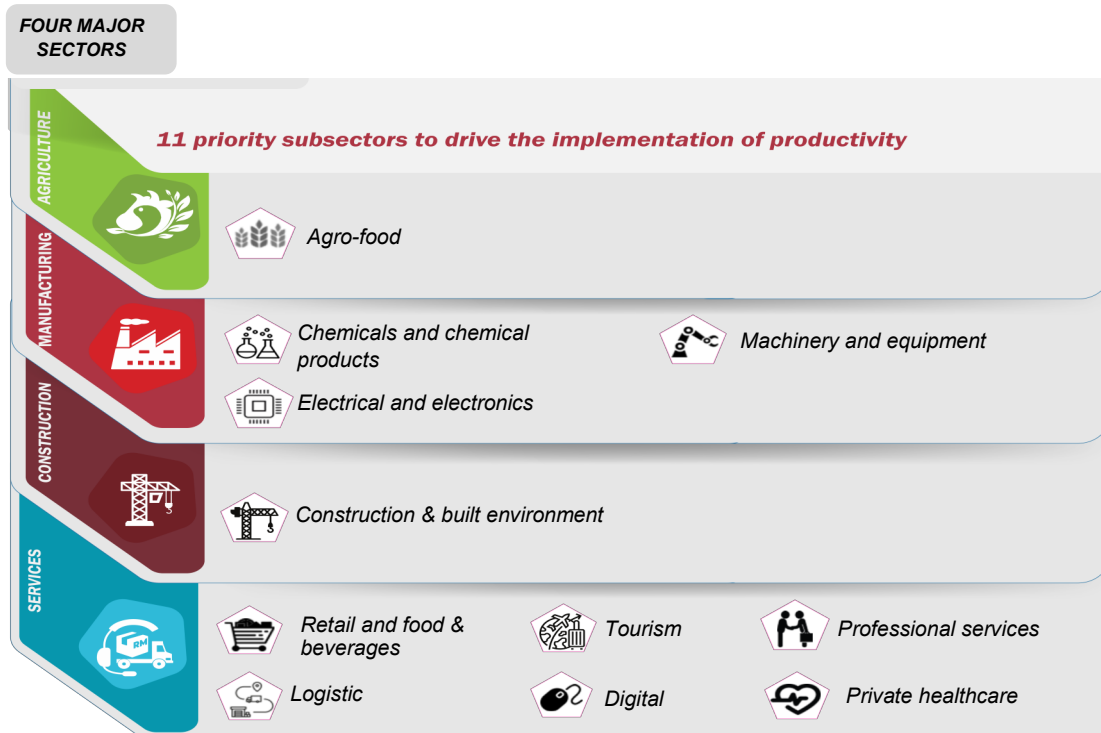 FOUR MAJOR
SECTORS
11 priority subsectors to drive the implementation of productivity
AGRICULTURE
Agro-food
MANUFACTURING
Chemicals and chemical
products
Machinery and equipment
Electrical and electronics
CONSTRUCTION
Construction & built environment
SERVICES
RM
Retail and food &
beverages
Tourism
Professional services
Logistic
Digital
Private healthcare